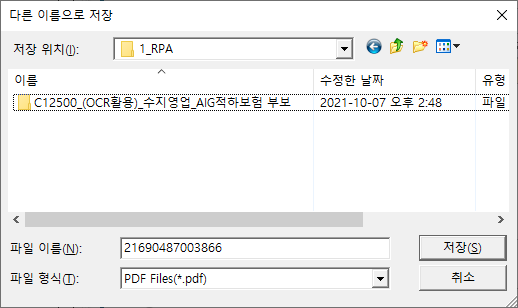 다른 이름으로 저장
저장 위치(I): 1_RPA
이름 수정한 날짜 유형
C12500_(OCR활용)_수지영업_AIG적하보험 부보 2021-10-07 오후 2:48 파일
파일 이름(N): 21690487003866 저장(S)
파일 형식(T): PDF Files(*.pdf) 취소